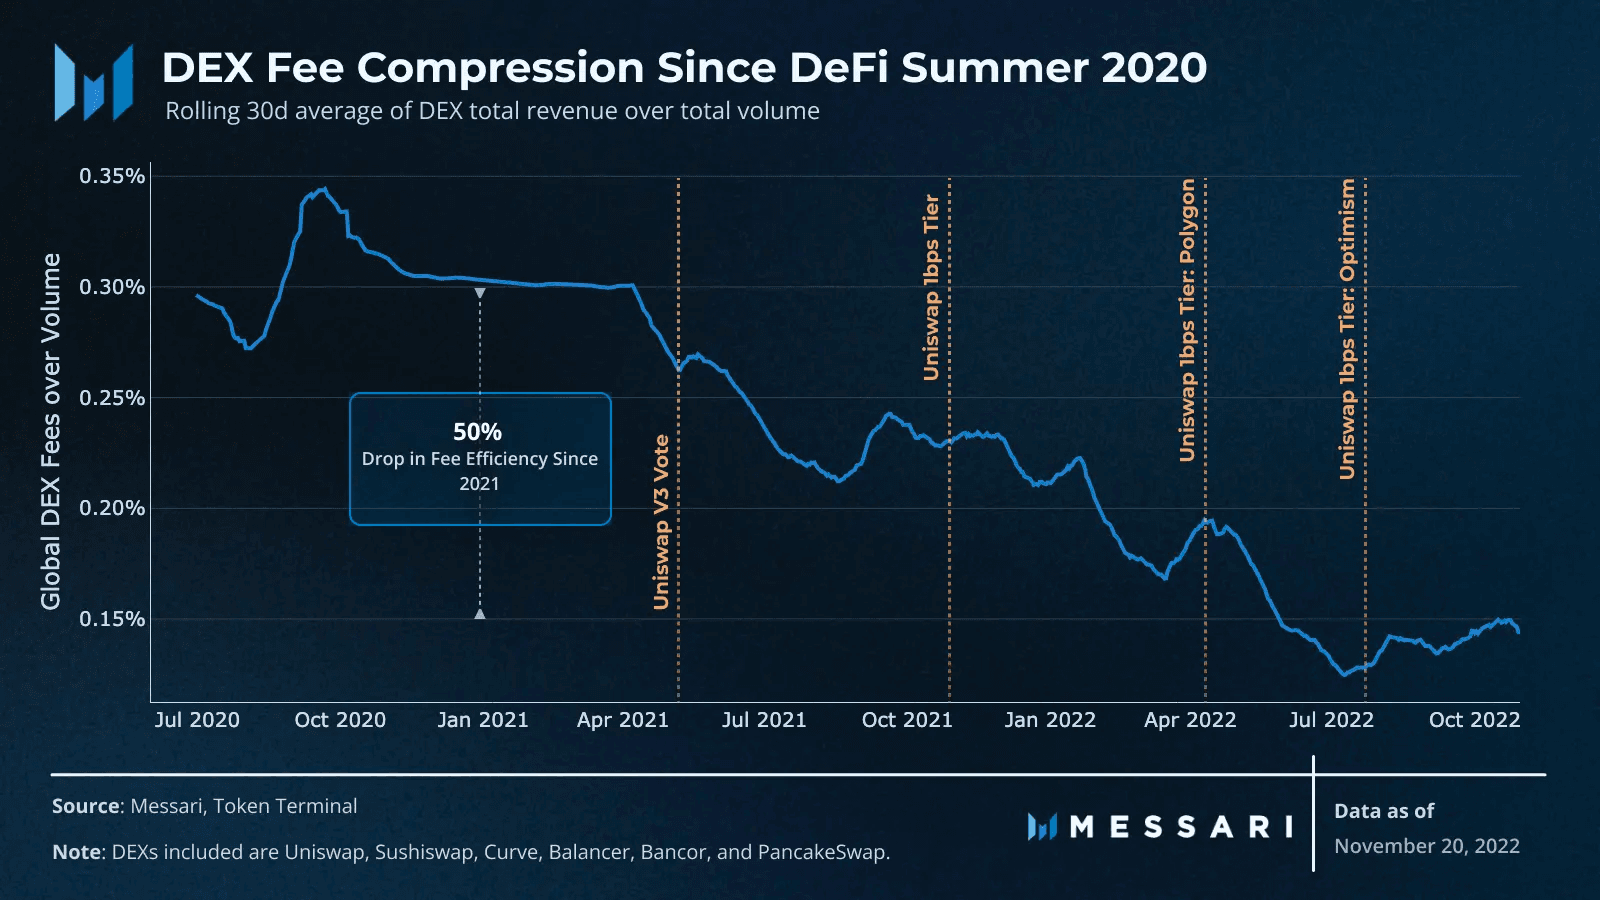 DEX Fee Compression Since DeFi Summer 2020
Rolling 30d average of DEX total revenue over total volume
Global DEX Fees over Volume
0.35%
0.30%
0.25%
0.20%
0.15%
50%
Drop in Fee Efficiency Since
2021
Uniswap V3 Vote
Uniswap 1bps Tier
Uniswap 1bps Tier: Polygon
Uniswap 1bps Tier: Optimism
Jul 2020
Oct 2020
Jan 2021
Apr 2021
Jul 2021
Oct 2021
Jan 2022
Apr 2022
Jul 2022
Oct 2022
Source: Messari, Token Terminal
Note: DEXs included are Uniswap, Sushiswap, Curve, Balancer, Bancor, and PancakeSwap.
MESSARI
Data as of
November 20, 2022